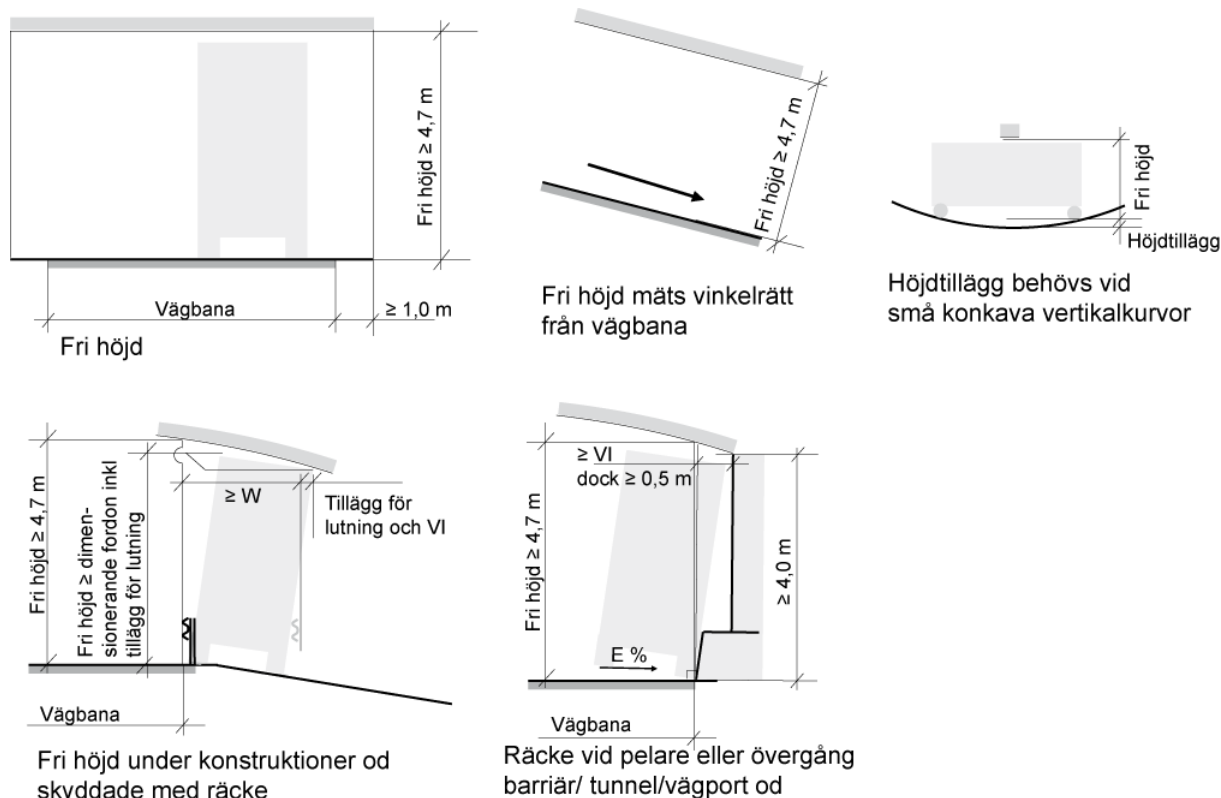 Fri höjd ≥ 4,7 m
Vägbana
≥ 1,0 m
Fri höjd
Fri höjd ≥ 4,7 m
Fri höjd mäts vinkelrätt
från vägbana
Fri höjd
Höjdtillägg
Höjdtillägg behövs vid
små konkava vertikalkurvor
Fri höjd ≥ 4,7 m
Fri höjd ≥ dimen-
sionerande fordon inkl
tillägg för lutning
≥ W
Tillägg för
lutning och VI
Vägbana
Fri höjd under konstruktioner od
skyddade med räcke
≥ VI
dock ≥ 0,5 m
Fri höjd ≥ 4,7 m
≥ 4,0 m
E %
Vägbana
Räcke vid pelare eller övergång
barriär/ tunnel/vägport od